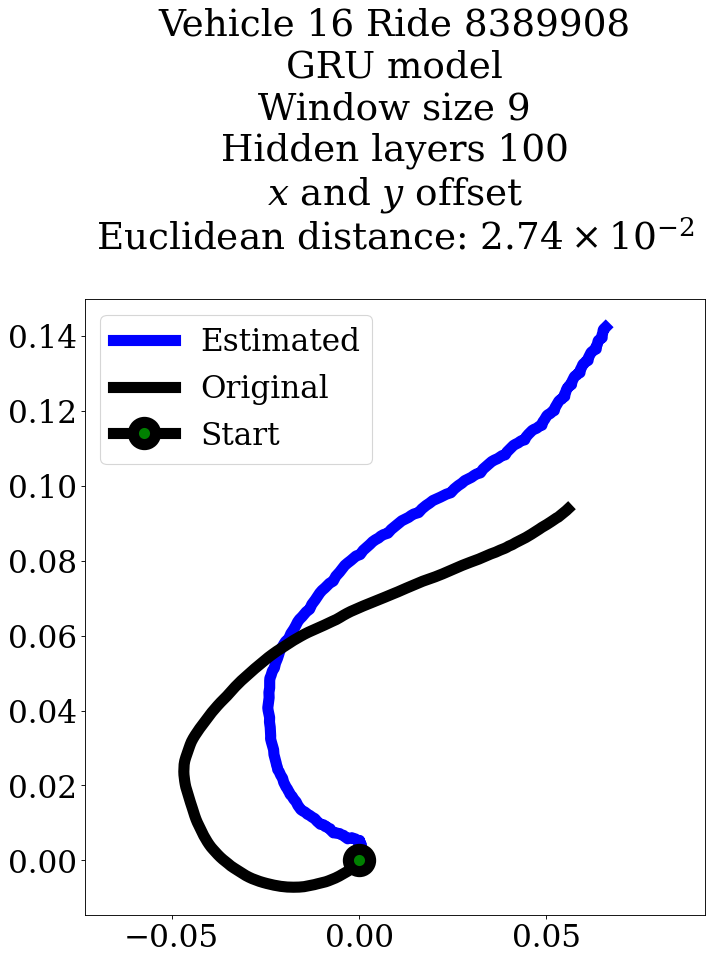 Vehicle 16 Ride 8389908
GRU model
Window size 9
Hidden layers 100
x and y offset
Euclidean distance: 2.74 × 10⁻²
Estimated
Original
Start
0.14
0.12
0.10
0.08
0.06
0.04
0.02
0.00
−0.05 0.00 0.05